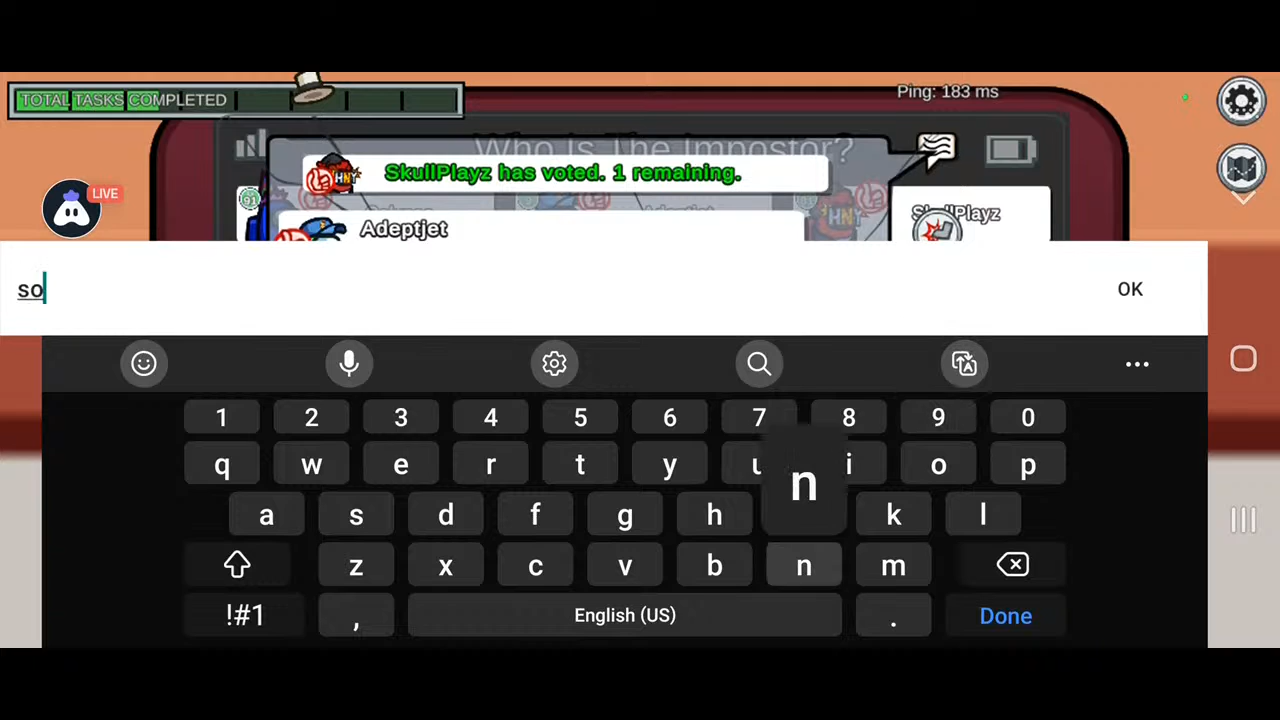 TOTAL TASKS COMPLETED
Ping: 183 ms
Who Is The Impostor?
LIVE
SkullPlayz has voted. 1 remaining.
HNY
SkullPlayz
Adeptjet
so
OK
1 2 3 4 5 6 7 8 9 0
q w e r t y u i o p
n
a s d f g h k l
z x c v b n m
!#1 , English (US) . Done